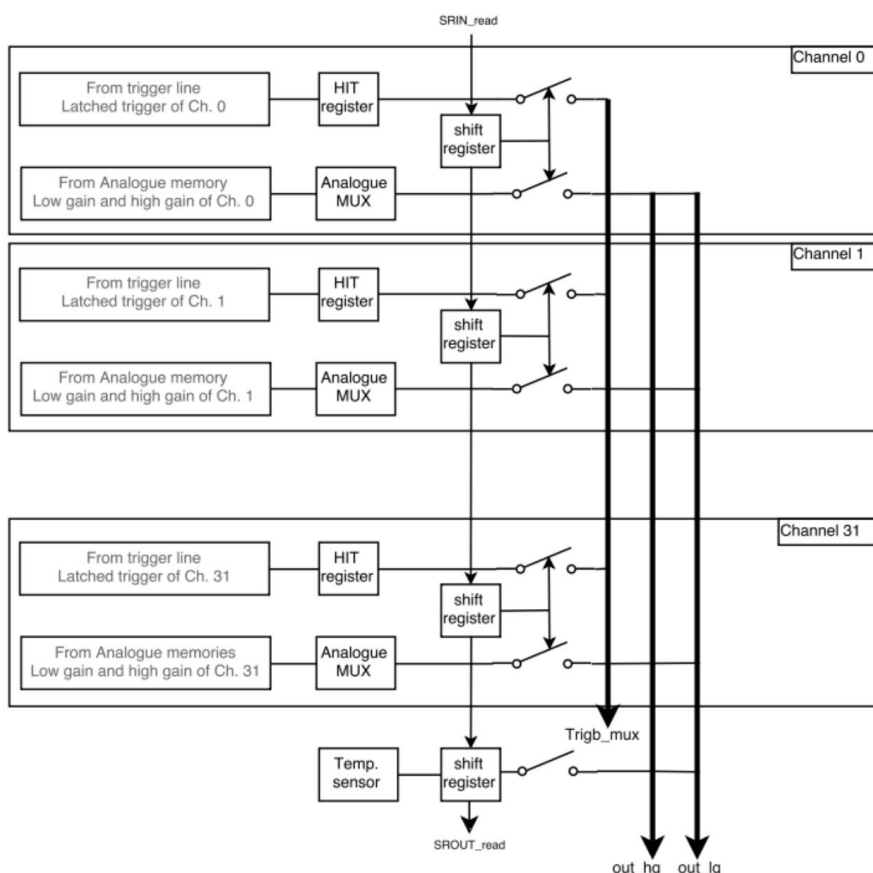 SRIN_read
Channel 0
From trigger line
Latched trigger of Ch. 0
HIT
register
shift
register
From Analogue memory
Low gain and high gain of Ch. 0
Analogue
MUX
Channel 1
From trigger line
Latched trigger of Ch. 1
HIT
register
shift
register
From Analogue memory
Low gain and high gain of Ch. 1
Analogue
MUX
Channel 31
From trigger line
Latched trigger of Ch. 31
HIT
register
shift
register
From Analogue memories
Low gain and high gain of Ch. 31
Analogue
MUX
Trigb_mux
Temp.
sensor
shift
register
SROUT_read
out_hg
out_lg